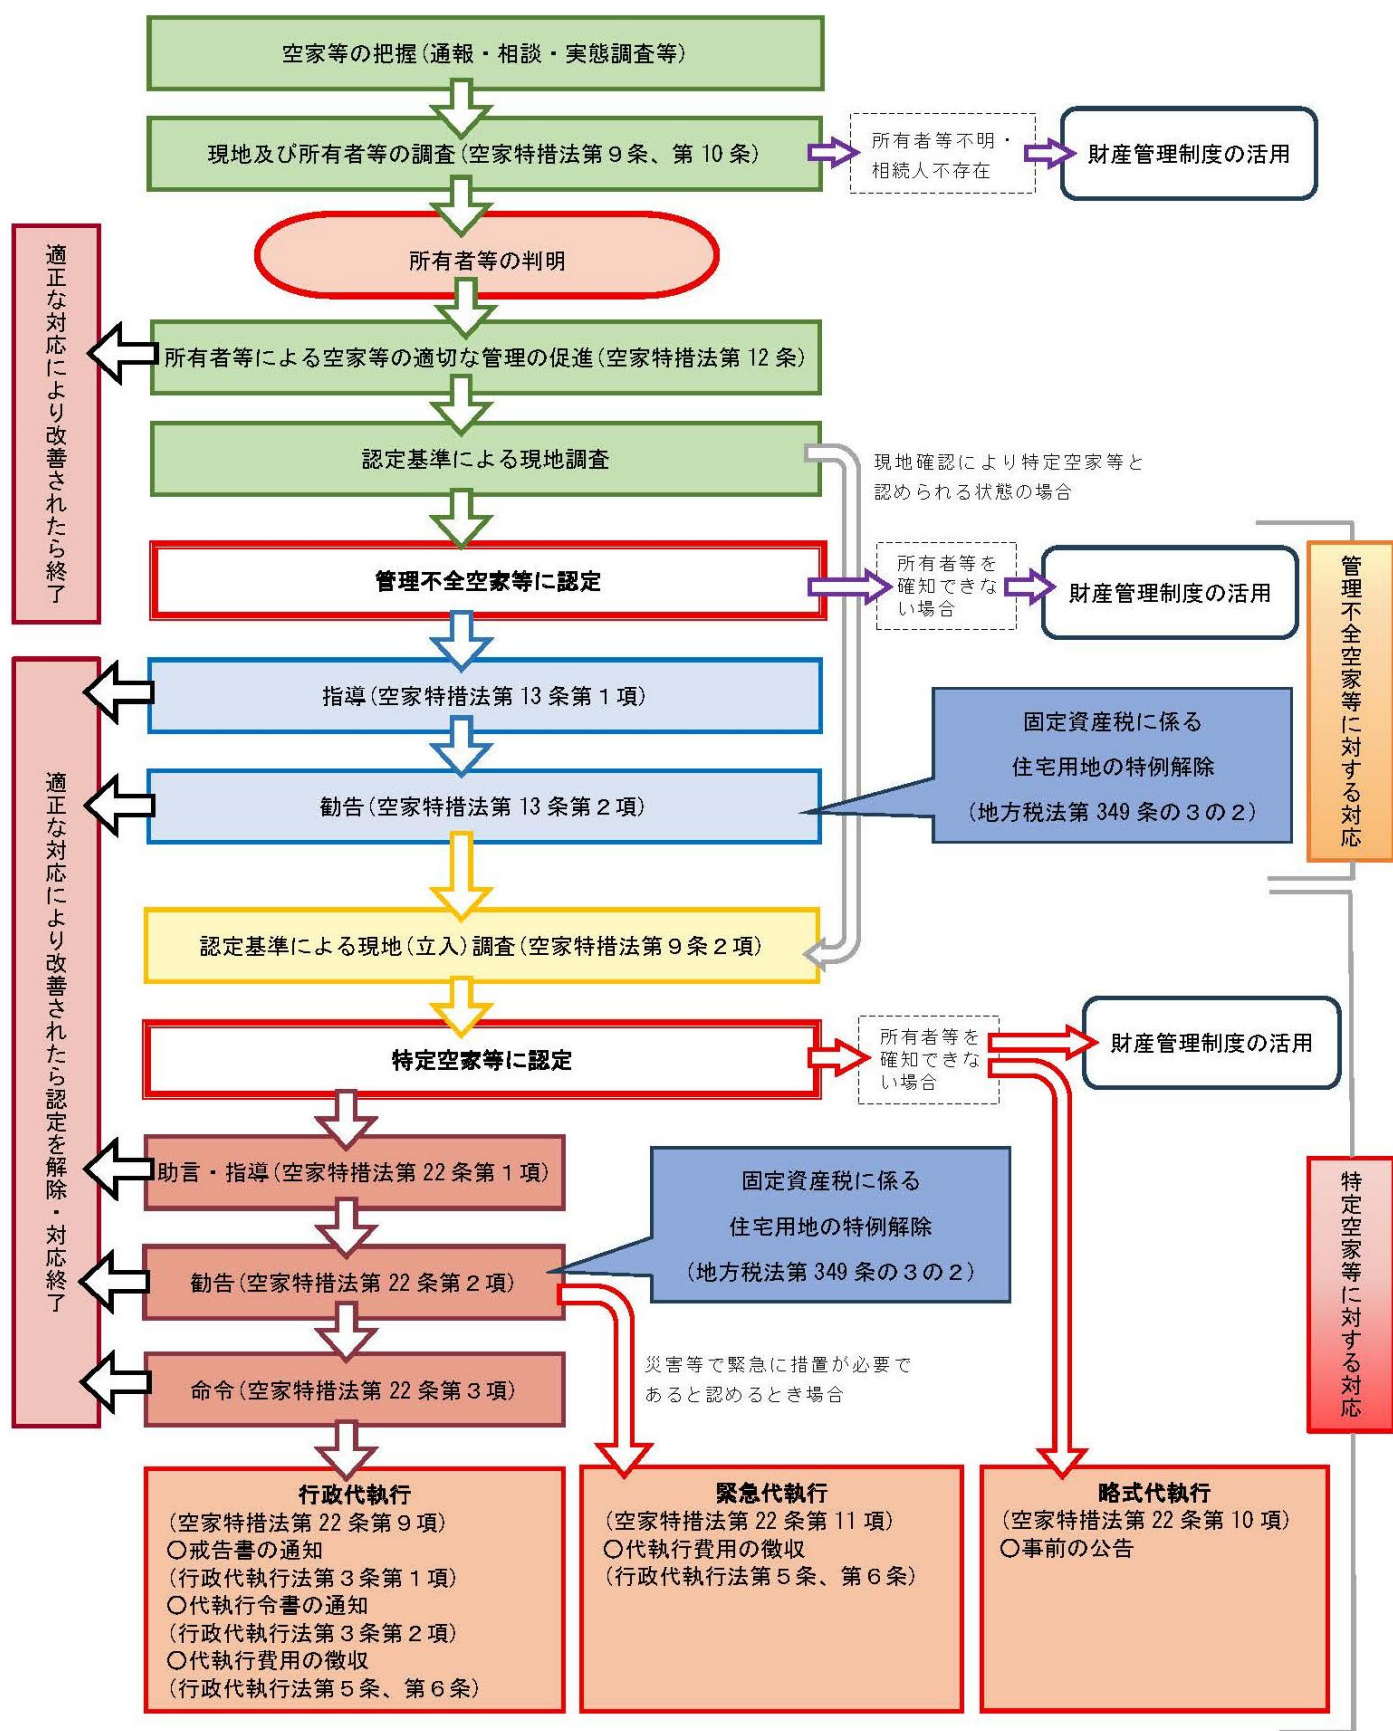 空家等の把握(通報・相談・実態調査等)
現地及び所有者等の調査(空家特措法第９条、第10条)
所有者等不明・
相続人不存在
財産管理制度の活用
所有者等の判明
適正な対応により改善されたら終了
所有者等による空家等の適切な管理の促進(空家特措法第12条)
認定基準による現地調査
現地確認により特定空家等と
認められる状態の場合
管理不全空家等に認定
所有者等を
確知できな
い場合
財産管理制度の活用
管理不全空家等に対する対応
指導(空家特措法第13条第１項)
勧告(空家特措法第13条第２項)
固定資産税に係る
住宅用地の特例解除
(地方税法第349条の３の２)
適正な対応により改善されたら認定を解除・対応終了
認定基準による現地(立入)調査(空家特措法第９条２項)
特定空家等に認定
所有者等を
確知できな
い場合
財産管理制度の活用
助言・指導(空家特措法第22条第１項)
固定資産税に係る
住宅用地の特例解除
(地方税法第349条の３の２)
勧告(空家特措法第22条第２項)
特定空家等に対する対応
災害等で緊急に措置が必要で
あると認めるとき場合
命令(空家特措法第22条第３項)
行政代執行
(空家特措法第22条第９項)
〇戒告書の通知
(行政代執行法第３条第１項)
〇代執行令書の通知
(行政代執行法第３条第２項)
〇代執行費用の徴収
(行政代執行法第５条、第６条)
緊急代執行
(空家特措法第22条第11項)
〇代執行費用の徴収
(行政代執行法第５条、第６条)
略式代執行
(空家特措法第22条第10項)
〇事前の公告